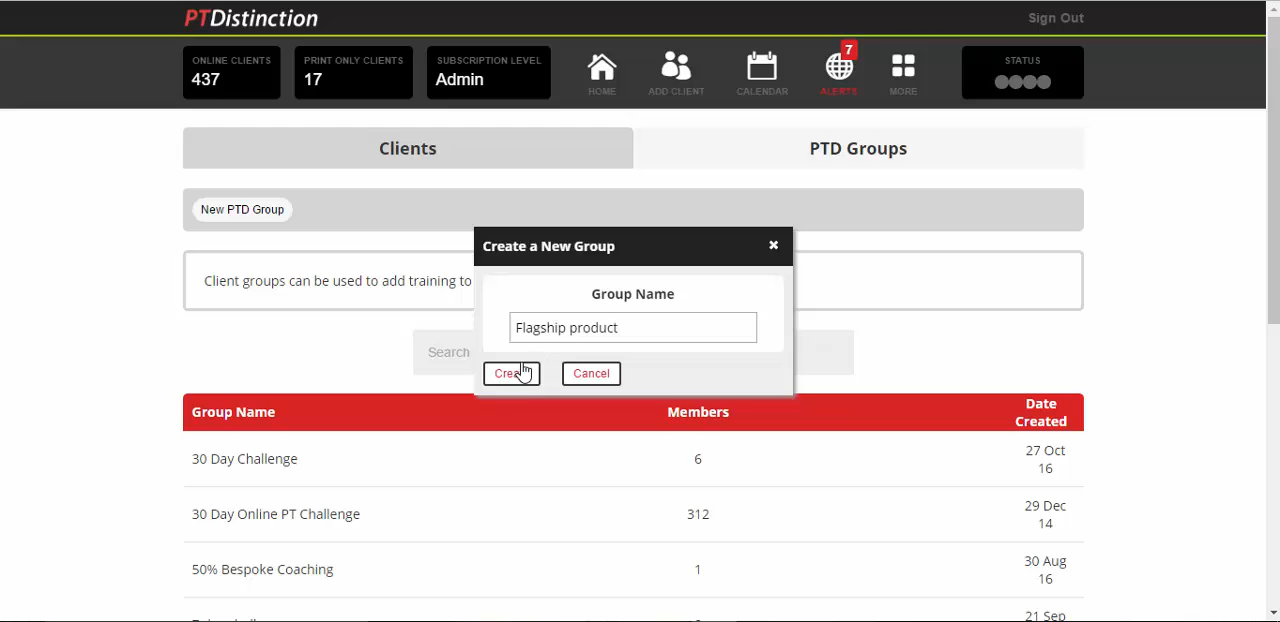 PTDistinction
Sign Out
ONLINE CLIENTS
437
PRINT ONLY CLIENTS
17
SUBSCRIPTION LEVEL
Admin
HOME
ADD CLIENT
CALENDAR
7
ALERTS
MORE
STATUS
Clients
PTD Groups
New PTD Group
Create a New Group
Client groups can be used to add training to
Group Name
Flagship product
Search
Cancel
Group Name
Members
Date
Created
30 Day Challenge
6
27 Oct
16
30 Day Online PT Challenge
312
29 Dec
14
50% Bespoke Coaching
1
30 Aug
16
21 Sep